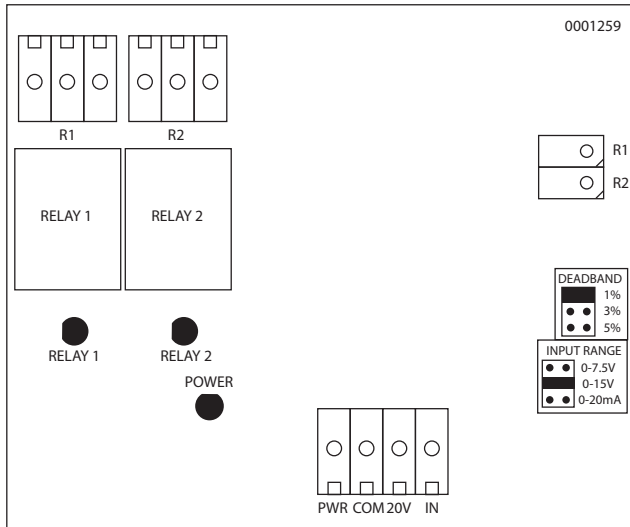 0001259
R1 R2
R1
R2
RELAY 1 RELAY 2
DEADBAND
1%
3%
5%
RELAY 1 RELAY 2
INPUT RANGE
0-7.5V
0-15V
0-20mA
POWER
PWR COM 20V IN